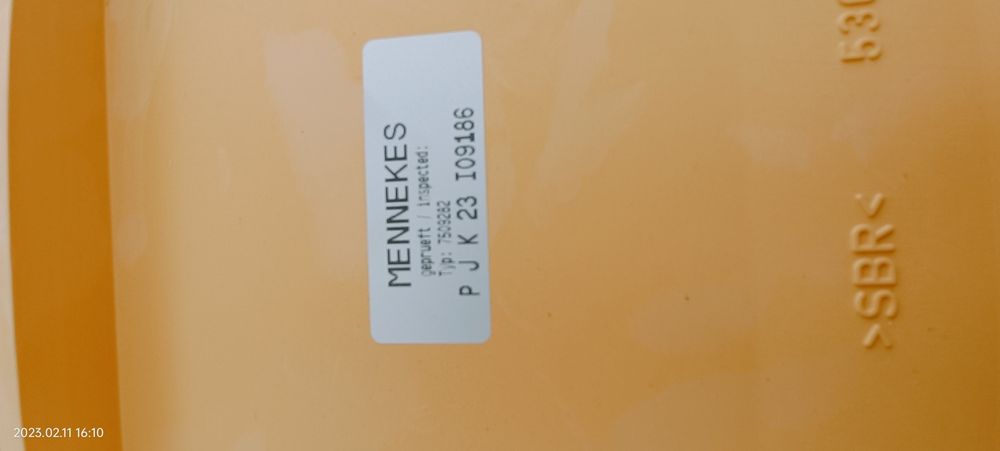 MENNEKES
geprueft / inspected:
Typ: 7509282
P J K 23 I09186
530
>SBR<
2023.02.11 16:10